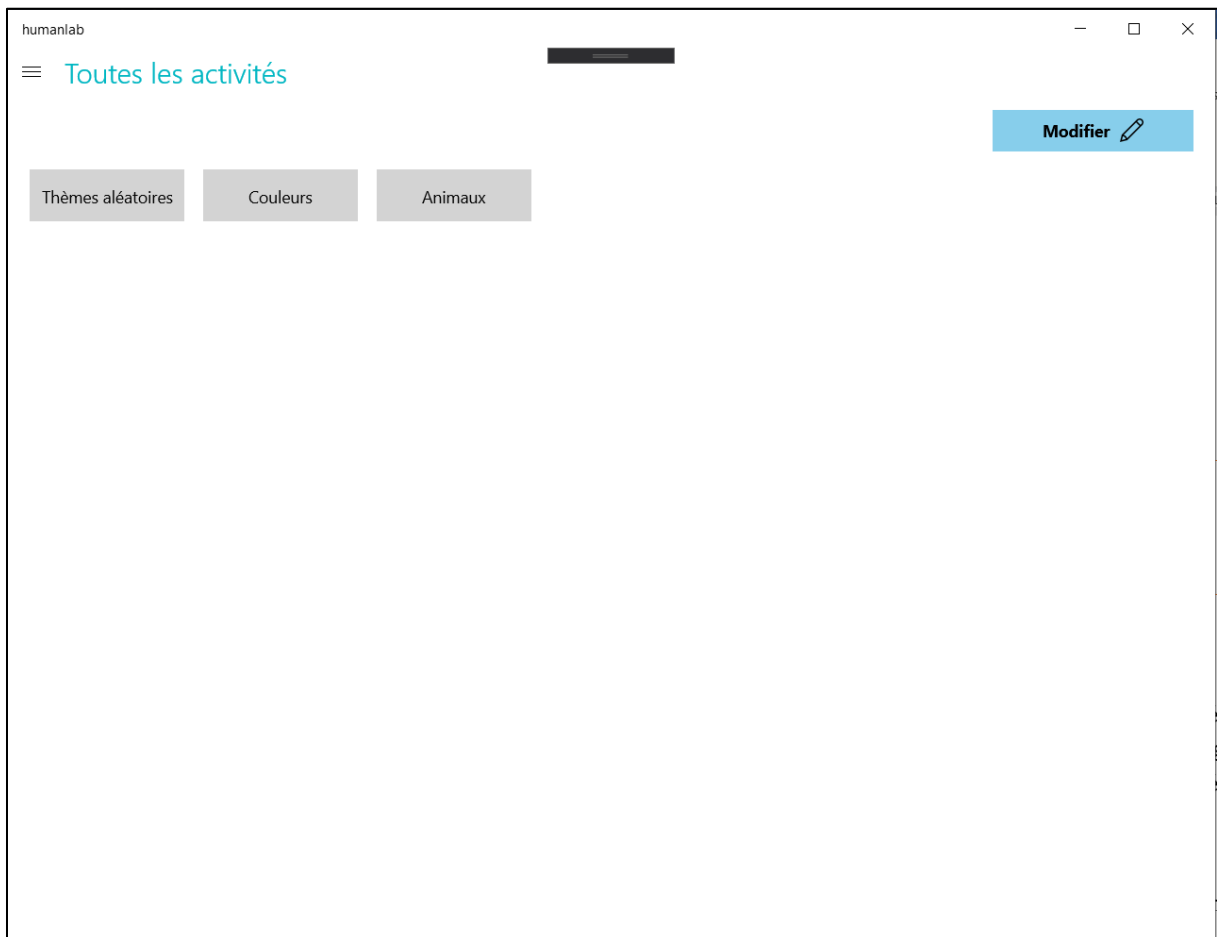 humanlab
Toutes les activités
Modifier
Thèmes aléatoires
Couleurs
Animaux